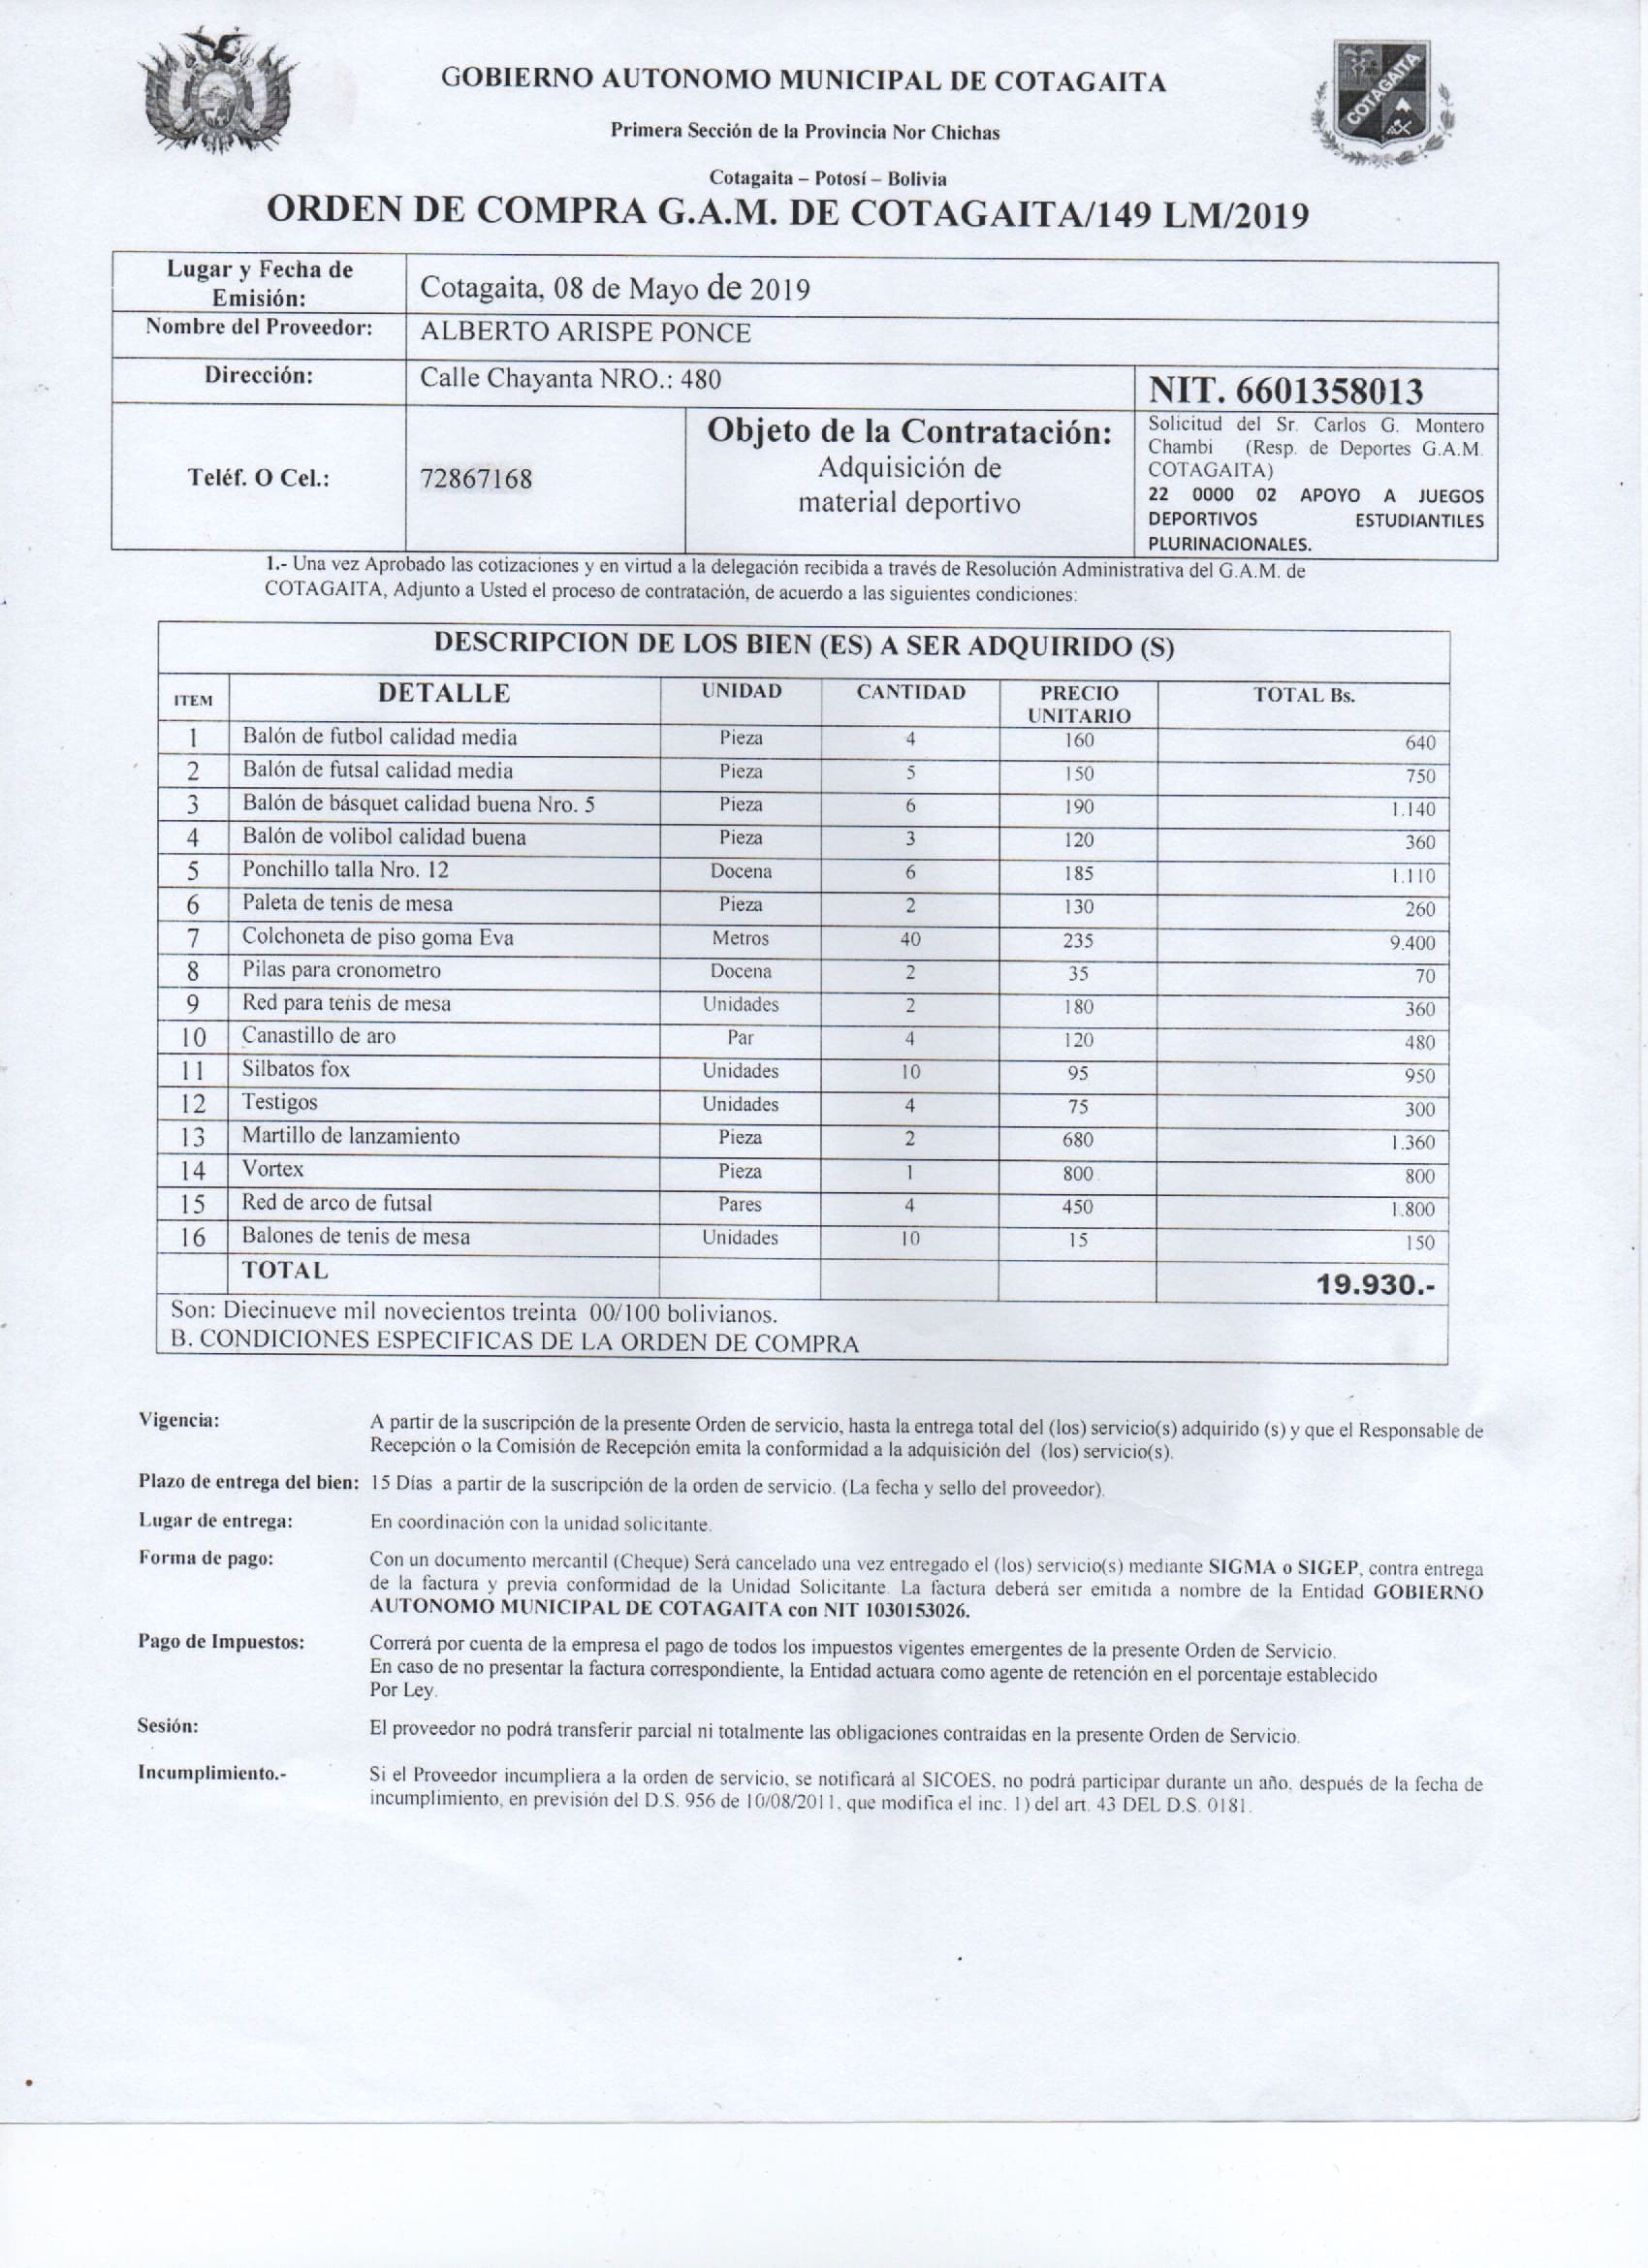 GOBIERNO AUTONOMO MUNICIPAL DE COTAGAITA
COTAGAITA
Primera Sección de la Provincia Nor Chichas
Cotagaita – Potosí – Bolivia
ORDEN DE COMPRA G.A.M. DE COTAGAITA/149 LM/2019
Lugar y Fecha de Emisión: Cotagaita, 08 de Mayo de 2019
Nombre del Proveedor: ALBERTO ARISPE PONCE
Dirección: Calle Chayanta NRO.: 480 NIT. 6601358013
Teléf. O Cel.: 72867168
Objeto de la Contratación:
Adquisición de
material deportivo
Solicitud del Sr. Carlos G. Montero
Chambi (Resp. de Deportes G.A.M.
COTAGAITA)
22 0000 02 APOYO A JUEGOS
DEPORTIVOS ESTUDIANTILES
PLURINACIONALES.
1.- Una vez Aprobado las cotizaciones y en virtud a la delegación recibida a través de Resolución Administrativa del G.A.M. de
COTAGAITA, Adjunto a Usted el proceso de contratación, de acuerdo a las siguientes condiciones:
DESCRIPCION DE LOS BIEN (ES) A SER ADQUIRIDO (S)
ITEM DETALLE UNIDAD CANTIDAD PRECIO UNITARIO TOTAL Bs.
1 Balón de futbol calidad media Pieza 4 160 640
2 Balón de futsal calidad media Pieza 5 150 750
3 Balón de básquet calidad buena Nro. 5 Pieza 6 190 1.140
4 Balón de volibol calidad buena Pieza 3 120 360
5 Ponchillo talla Nro. 12 Docena 6 185 1.110
6 Paleta de tenis de mesa Pieza 2 130 260
7 Colchoneta de piso goma Eva Metros 40 235 9.400
8 Pilas para cronometro Docena 2 35 70
9 Red para tenis de mesa Unidades 2 180 360
10 Canastillo de aro Par 4 120 480
11 Silbatos fox Unidades 10 95 950
12 Testigos Unidades 4 75 300
13 Martillo de lanzamiento Pieza 2 680 1.360
14 Vortex Pieza 1 800 800
15 Red de arco de futsal Pares 4 450 1.800
16 Balones de tenis de mesa Unidades 10 15 150
TOTAL 19.930.-
Son: Diecinueve mil novecientos treinta 00/100 bolivianos.
B. CONDICIONES ESPECIFICAS DE LA ORDEN DE COMPRA
Vigencia: A partir de la suscripción de la presente Orden de servicio, hasta la entrega total del (los) servicio(s) adquirido (s) y que el Responsable de
Recepción o la Comisión de Recepción emita la conformidad a la adquisición del (los) servicio(s).
Plazo de entrega del bien: 15 Días a partir de la suscripción de la orden de servicio. (La fecha y sello del proveedor).
Lugar de entrega: En coordinación con la unidad solicitante.
Forma de pago: Con un documento mercantil (Cheque) Será cancelado una vez entregado el (los) servicio(s) mediante SIGMA o SIGEP, contra entrega
de la factura y previa conformidad de la Unidad Solicitante. La factura deberá ser emitida a nombre de la Entidad GOBIERNO
AUTONOMO MUNICIPAL DE COTAGAITA con NIT 1030153026.
Pago de Impuestos: Correrá por cuenta de la empresa el pago de todos los impuestos vigentes emergentes de la presente Orden de Servicio.
En caso de no presentar la factura correspondiente, la Entidad actuara como agente de retención en el porcentaje establecido
Por Ley.
Sesión: El proveedor no podrá transferir parcial ni totalmente las obligaciones contraídas en la presente Orden de Servicio.
Incumplimiento.- Si el Proveedor incumpliera a la orden de servicio, se notificará al SICOES, no podrá participar durante un año, después de la fecha de
incumplimiento, en previsión del D.S. 956 de 10/08/2011, que modifica el inc. 1) del art. 43 DEL D.S. 0181.